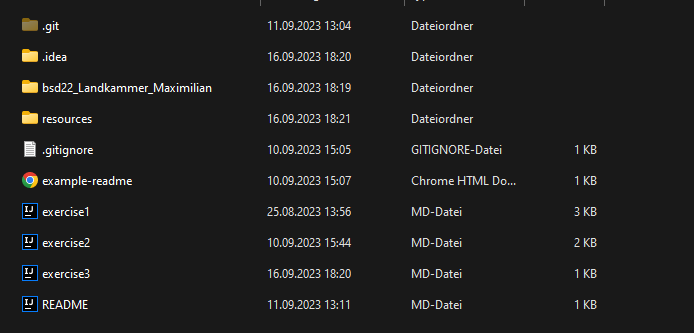 .git 11.09.2023 13:04 Dateiordner
.idea 16.09.2023 18:20 Dateiordner
bsd22_Landkammer_Maximilian 16.09.2023 18:19 Dateiordner
resources 16.09.2023 18:21 Dateiordner
.gitignore 10.09.2023 15:05 GITIGNORE-Datei 1 KB
example-readme 10.09.2023 15:07 Chrome HTML Do... 1 KB
IJ exercise1 25.08.2023 13:56 MD-Datei 3 KB
IJ exercise2 10.09.2023 15:44 MD-Datei 2 KB
IJ exercise3 16.09.2023 18:20 MD-Datei 1 KB
IJ README 11.09.2023 13:11 MD-Datei 1 KB